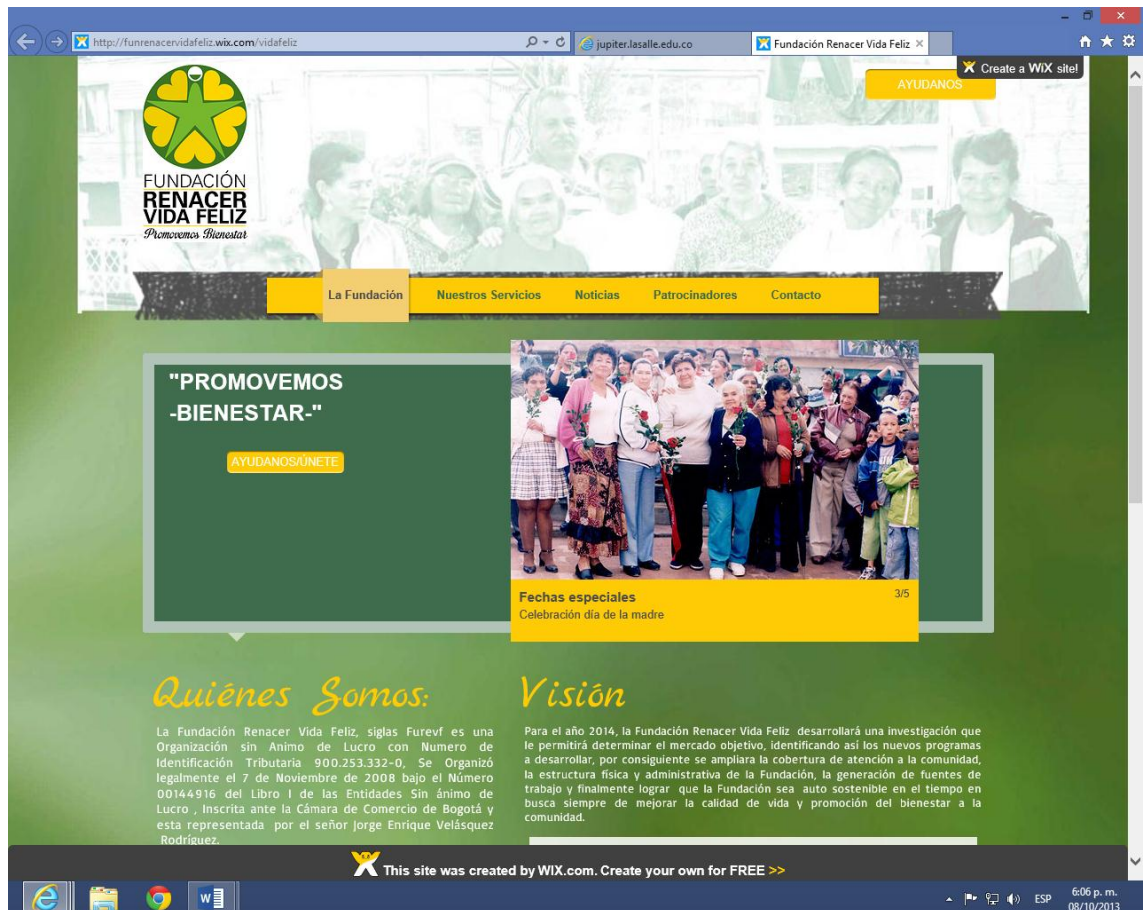 http://funrenacervidafeliz.wix.com/vidafeliz
jupiter.lasalle.edu.co
Fundación Renacer Vida Feliz
Create a WiX site!
AYUDANOS
FUNDACIÓN
RENACER
VIDA FELIZ
Promovemos Bienestar
La Fundación Nuestros Servicios Noticias Patrocinadores Contacto
"PROMOVEMOS
-BIENESTAR-"
AYUDANOS/ÚNETE
Fechas especiales
3/5
Celebración día de la madre
Quiénes Somos:
La Fundación Renacer Vida Feliz, siglas Furevf es una
Organización sin Animo de Lucro con Numero de
Identificación Tributaria 900.253.332-0, Se Organizó
legalmente el 7 de Noviembre de 2008 bajo el Número
00144916 del Libro I de las Entidades Sin ánimo de
Lucro , Inscrita ante la Cámara de Comercio de Bogotá y
esta representada por el señor Jorge Enrique Velásquez
Rodríguez.
Visión
Para el año 2014, la Fundación Renacer Vida Feliz desarrollará una investigación que
le permitirá determinar el mercado objetivo, identificando así los nuevos programas
a desarrollar, por consiguiente se ampliara la cobertura de atención a la comunidad,
la estructura física y administrativa de la Fundación, la generación de fuentes de
trabajo y finalmente lograr que la Fundación sea auto sostenible en el tiempo en
busca siempre de mejorar la calidad de vida y promoción del bienestar a la
comunidad.
This site was created by WIX.com. Create your own for FREE >>
ESP
6:06 p. m.
08/10/2013